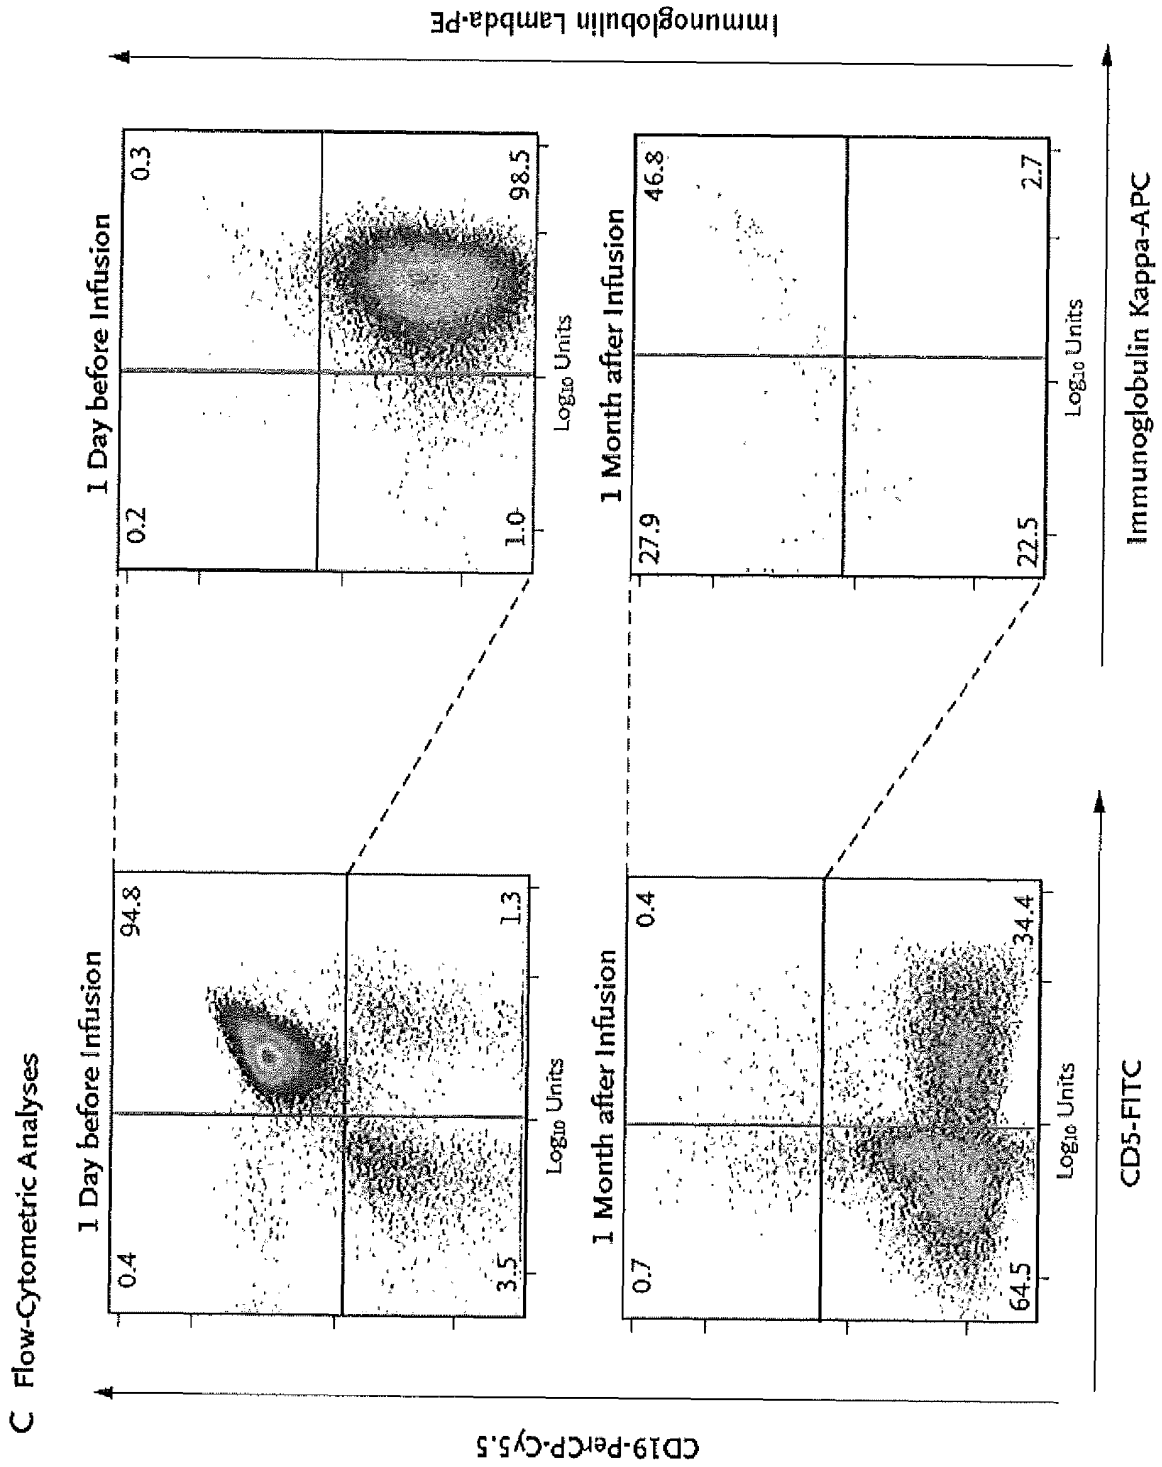 C Flow-Cytometric Analyses
1 Day before Infusion
0.4
94.8
3.5
1.3
Log10 Units
1 Day before Infusion
0.2
0.3
1.0
98.5
Log10 Units
1 Month after Infusion
0.7
0.4
64.5
34.4
Log10 Units
1 Month after Infusion
27.9
46.8
22.5
2.7
Log10 Units
CD19-PerCP-Cy5.5
CD5-FITC
Immunoglobulin Kappa-APC
Immunoglobulin Lambda-PE